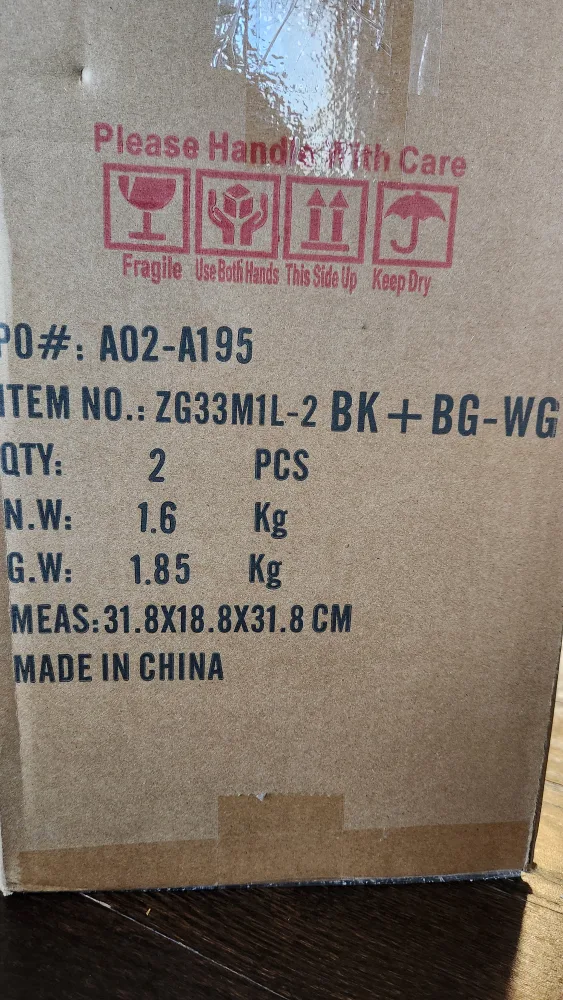 Please Handle With Care
Fragile Use Both Hands This Side Up Keep Dry
PO#: A02-A195
ITEM NO.: ZG33M1L-2 BK+BG-WG
QTY: 2 PCS
N.W: 1.6 Kg
G.W: 1.85 Kg
MEAS:31.8X18.8X31.8 CM
MADE IN CHINA